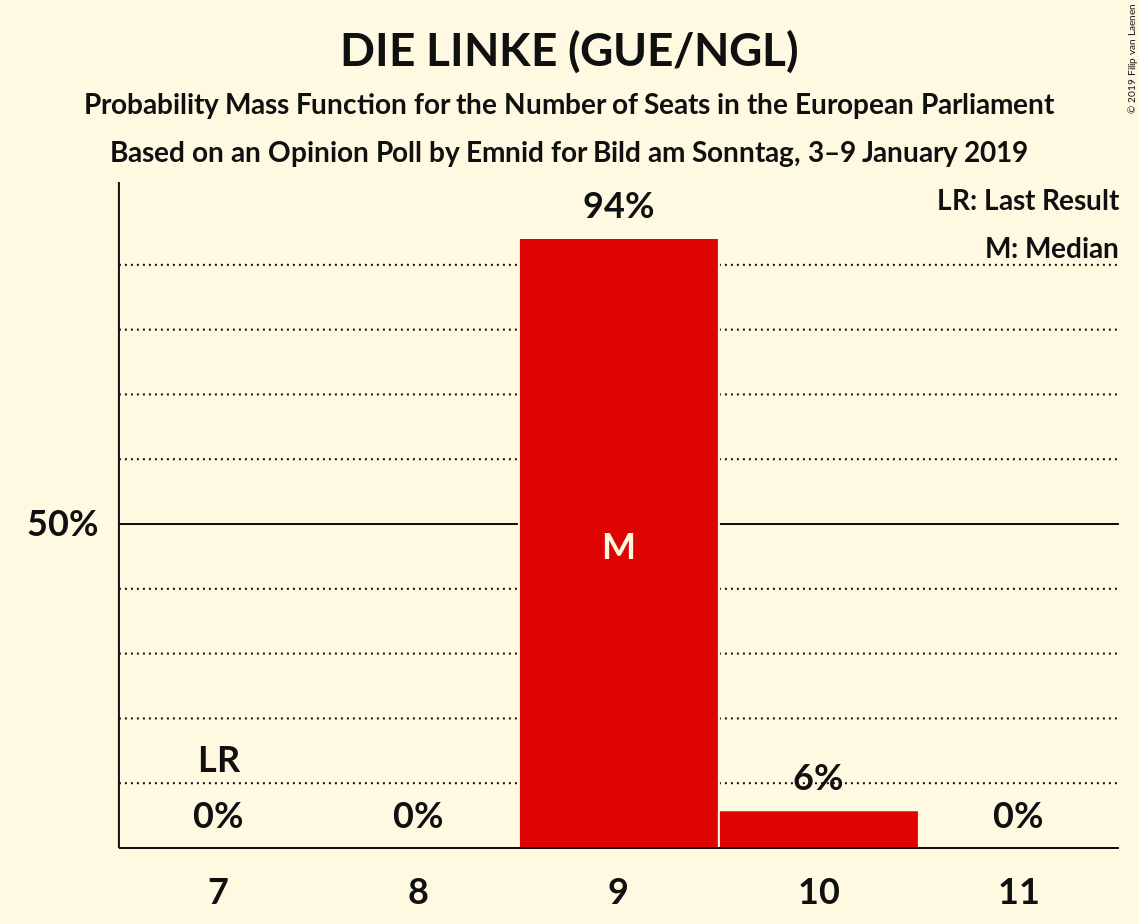 DIE LINKE (GUE/NGL)
Probability Mass Function for the Number of Seats in the European Parliament
Based on an Opinion Poll by Emnid for Bild am Sonntag, 3–9 January 2019
© 2019 Filip van Laenen
LR: Last Result
M: Median
94%
50%
M
LR
6%
0%
0%
0%
7
8
9
10
11